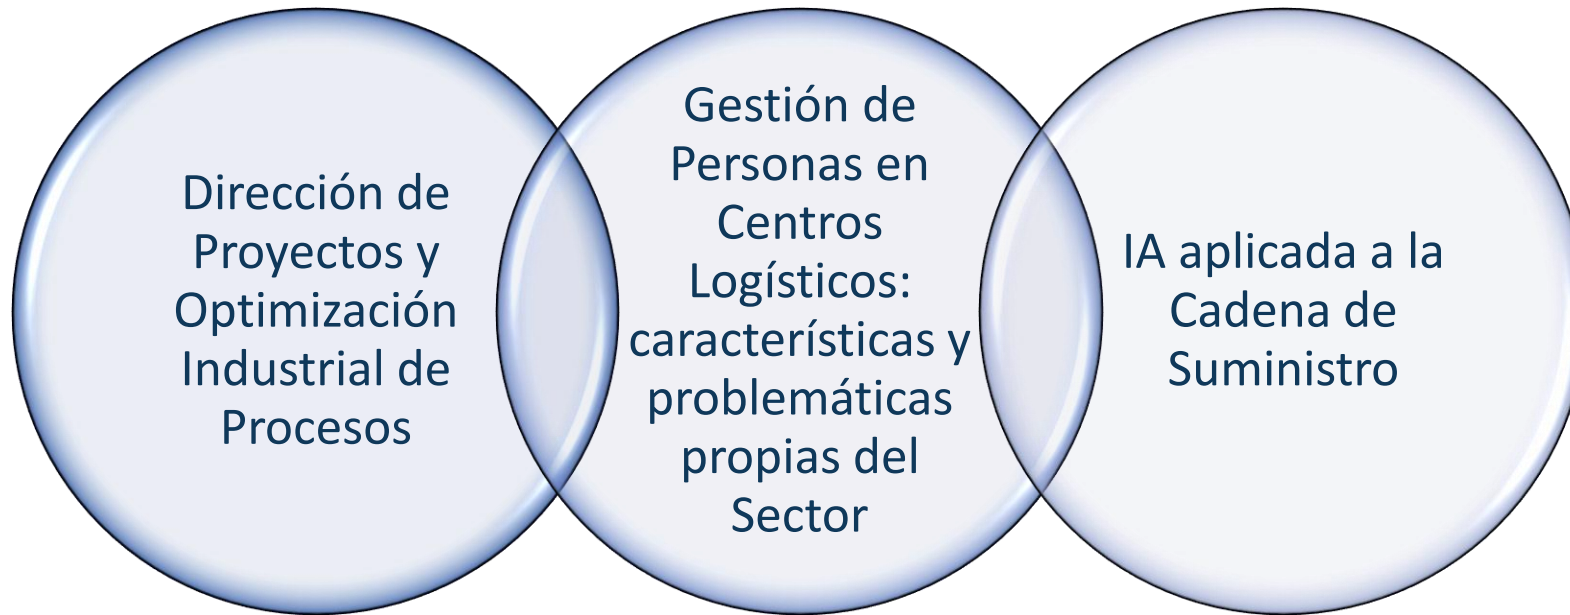 Dirección de
Proyectos y
Optimización
Industrial de
Procesos
Gestión de
Personas en
Centros
Logísticos:
características y
problemáticas
propias del
Sector
IA aplicada a la
Cadena de
Suministro